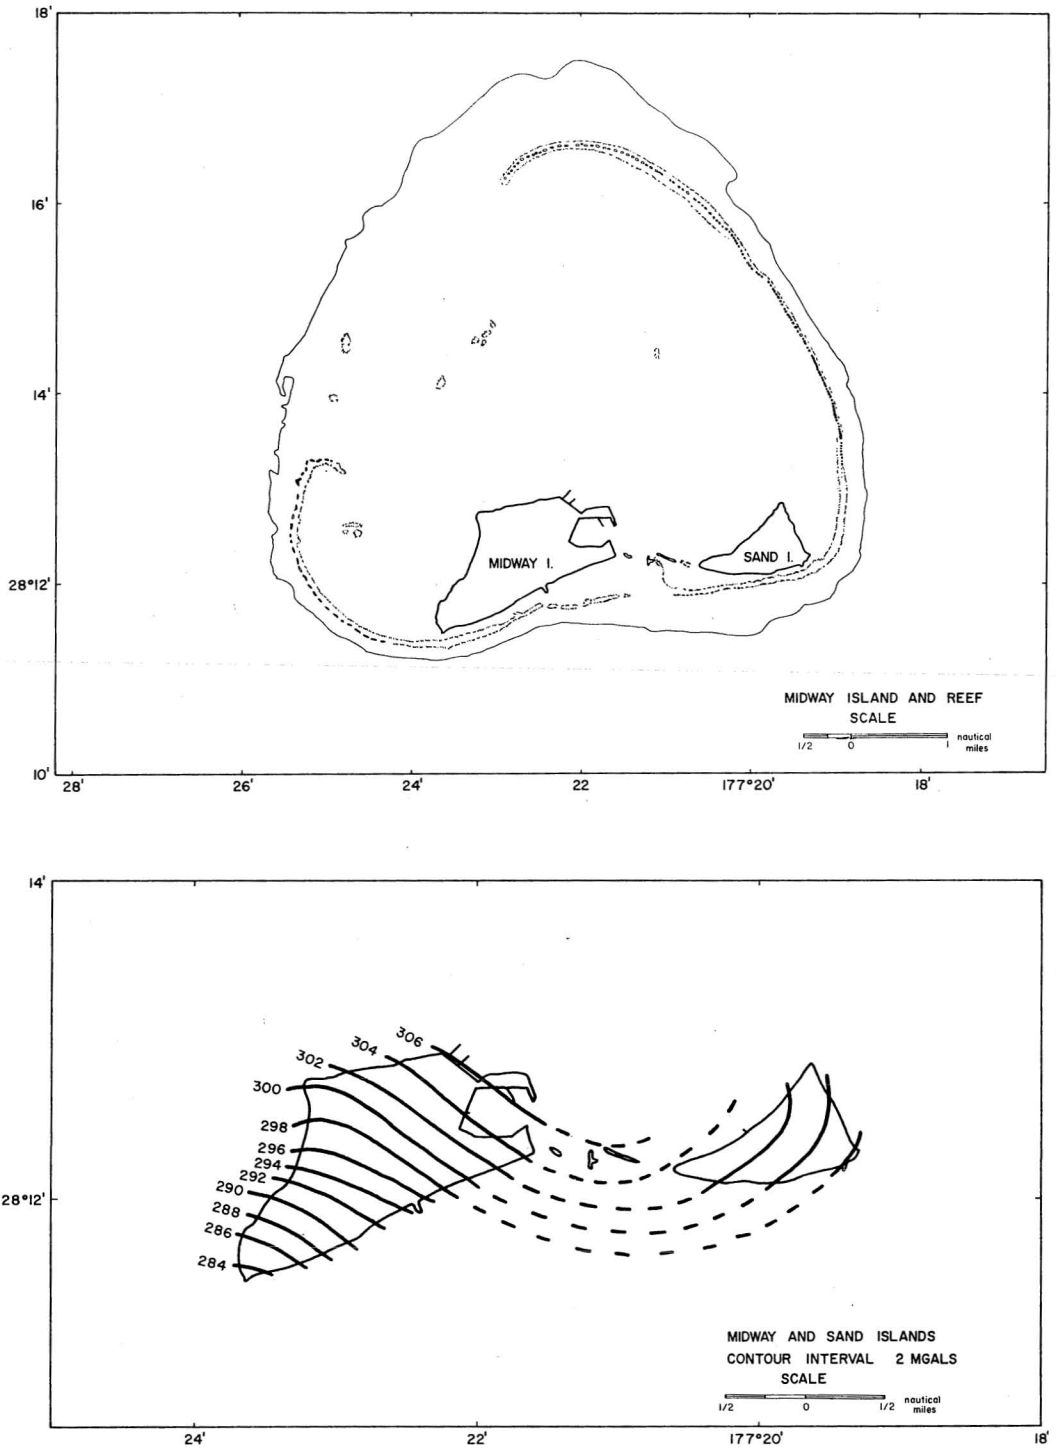 18'
16'
14'
28°12'
10'
28'
26'
24'
22
177°20'
18'
MIDWAY I.
SAND I.
MIDWAY ISLAND AND REEF
SCALE
1/2 0 1 nautical
miles
14'
28°12'
306
304
302
300
298
296
294
292
290
288
286
284
MIDWAY AND SAND ISLANDS
CONTOUR INTERVAL 2 MGALS
SCALE
1/2 0 1/2 nautical
miles
24'
22'
177°20'
18'